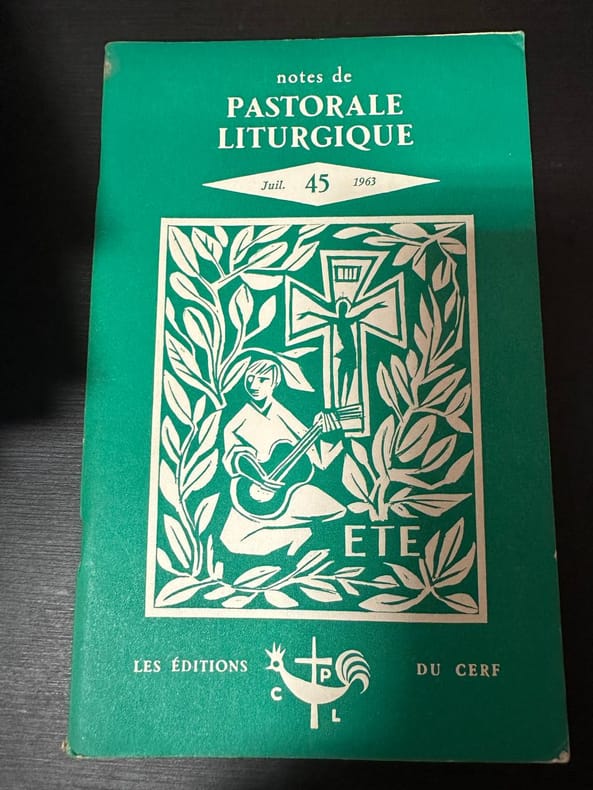 notes de
PASTORALE
LITURGIQUE
Juil. 45 1963
ETE
LES ÉDITIONS DU CERF
C P L